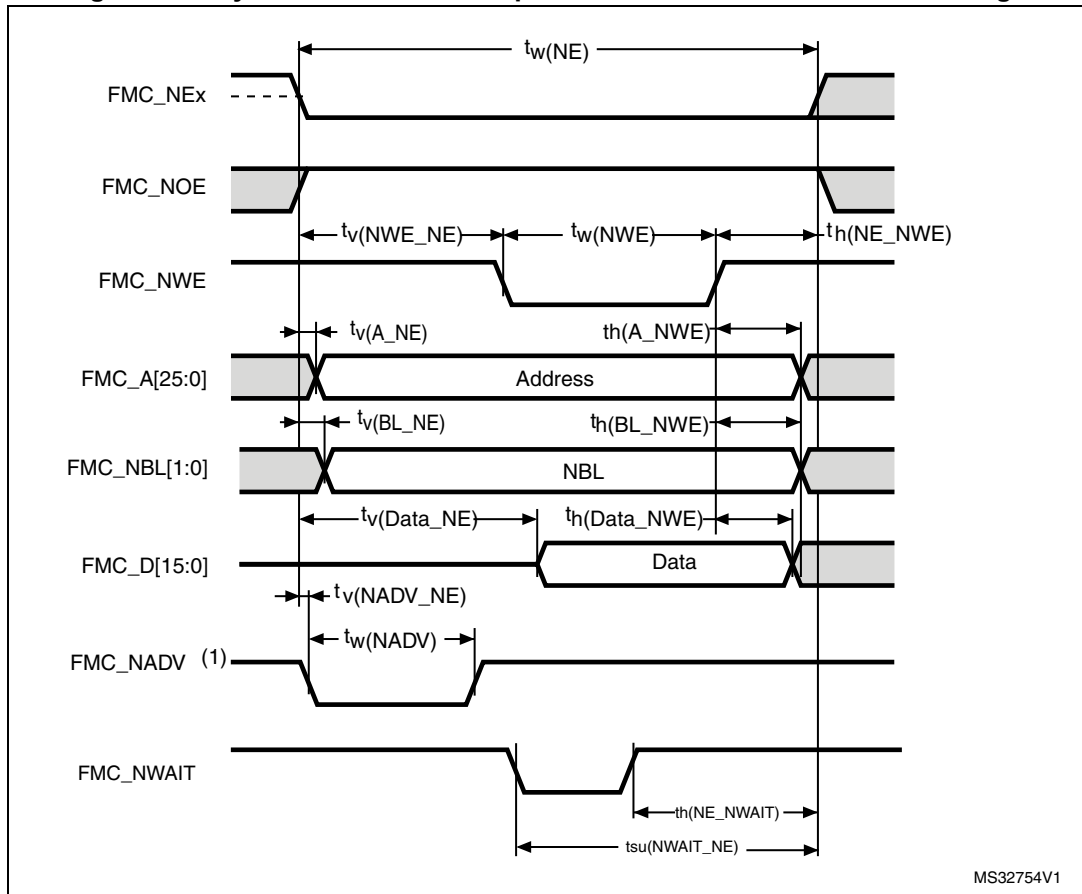 tw(NE)
FMC_NEx
FMC_NOE
tv(NWE_NE)
tw(NWE)
th(NE_NWE)
FMC_NWE
tv(A_NE)
th(A_NWE)
FMC_A[25:0]
Address
tv(BL_NE)
th(BL_NWE)
FMC_NBL[1:0]
NBL
tv(Data_NE)
th(Data_NWE)
FMC_D[15:0]
Data
tv(NADV_NE)
tw(NADV)
FMC_NADV (1)
FMC_NWAIT
th(NE_NWAIT)
tsu(NWAIT_NE)
MS32754V1